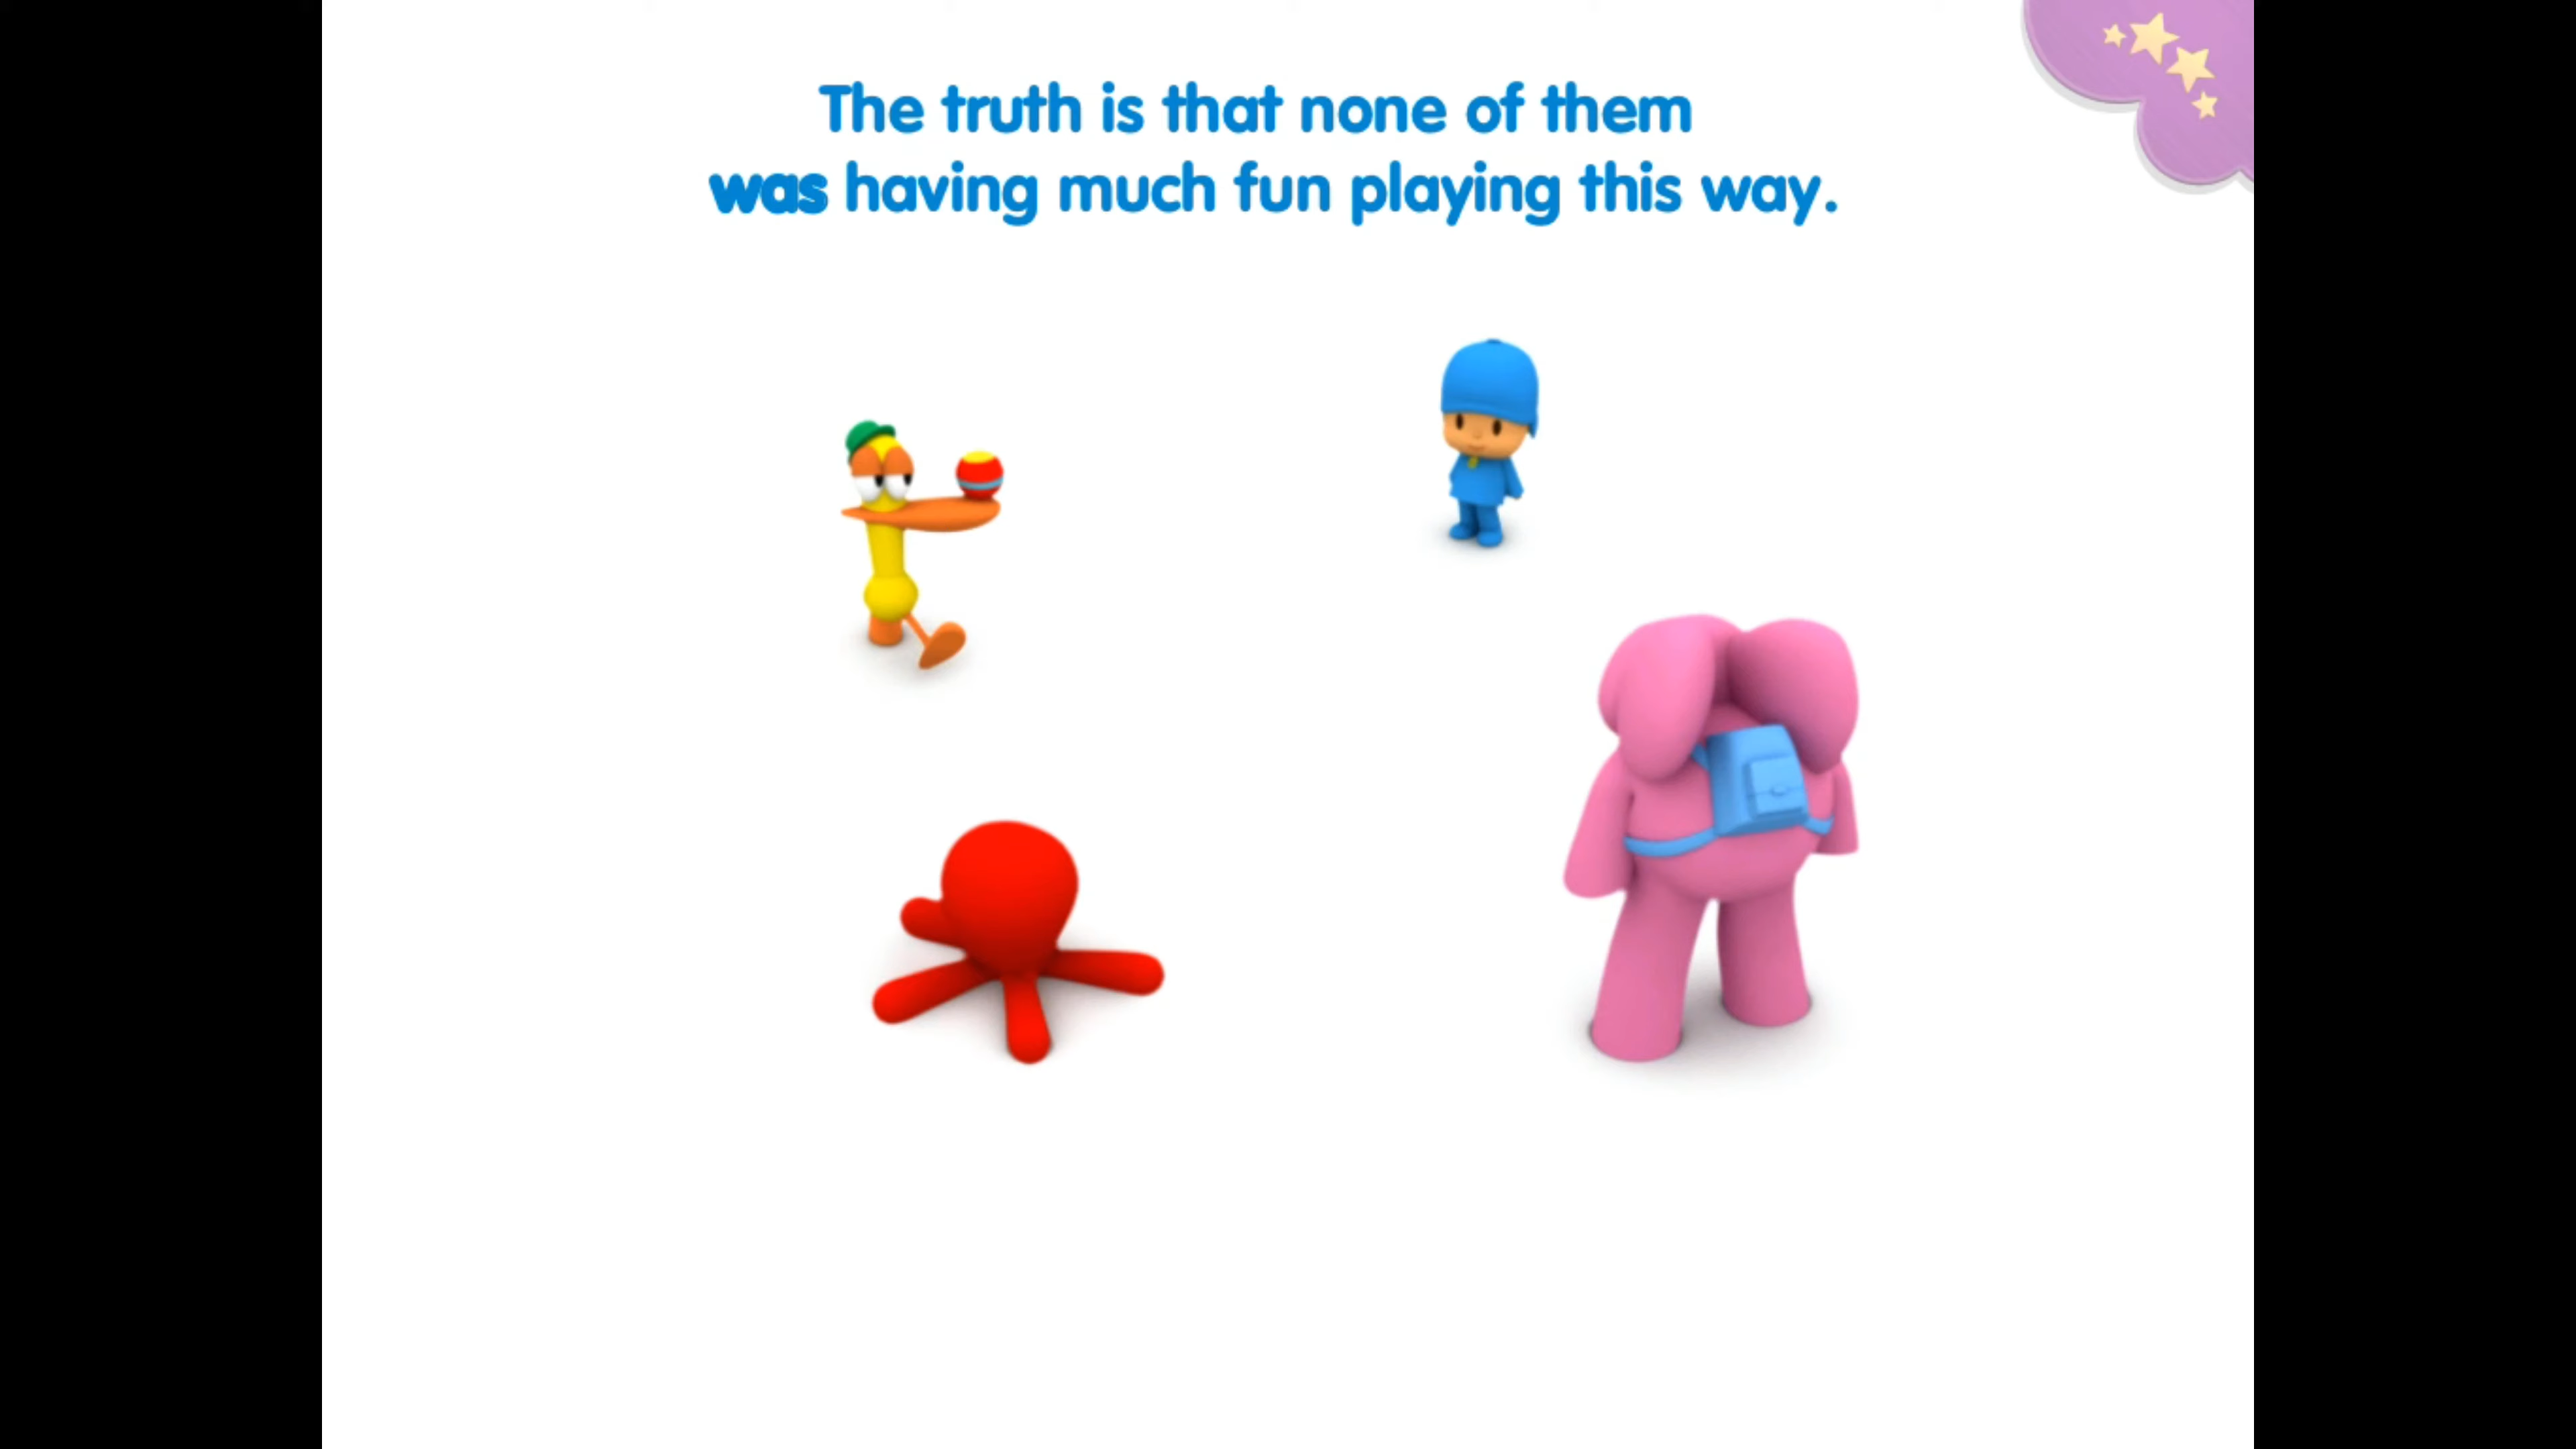 The truth is that none of them
was having much fun playing this way.